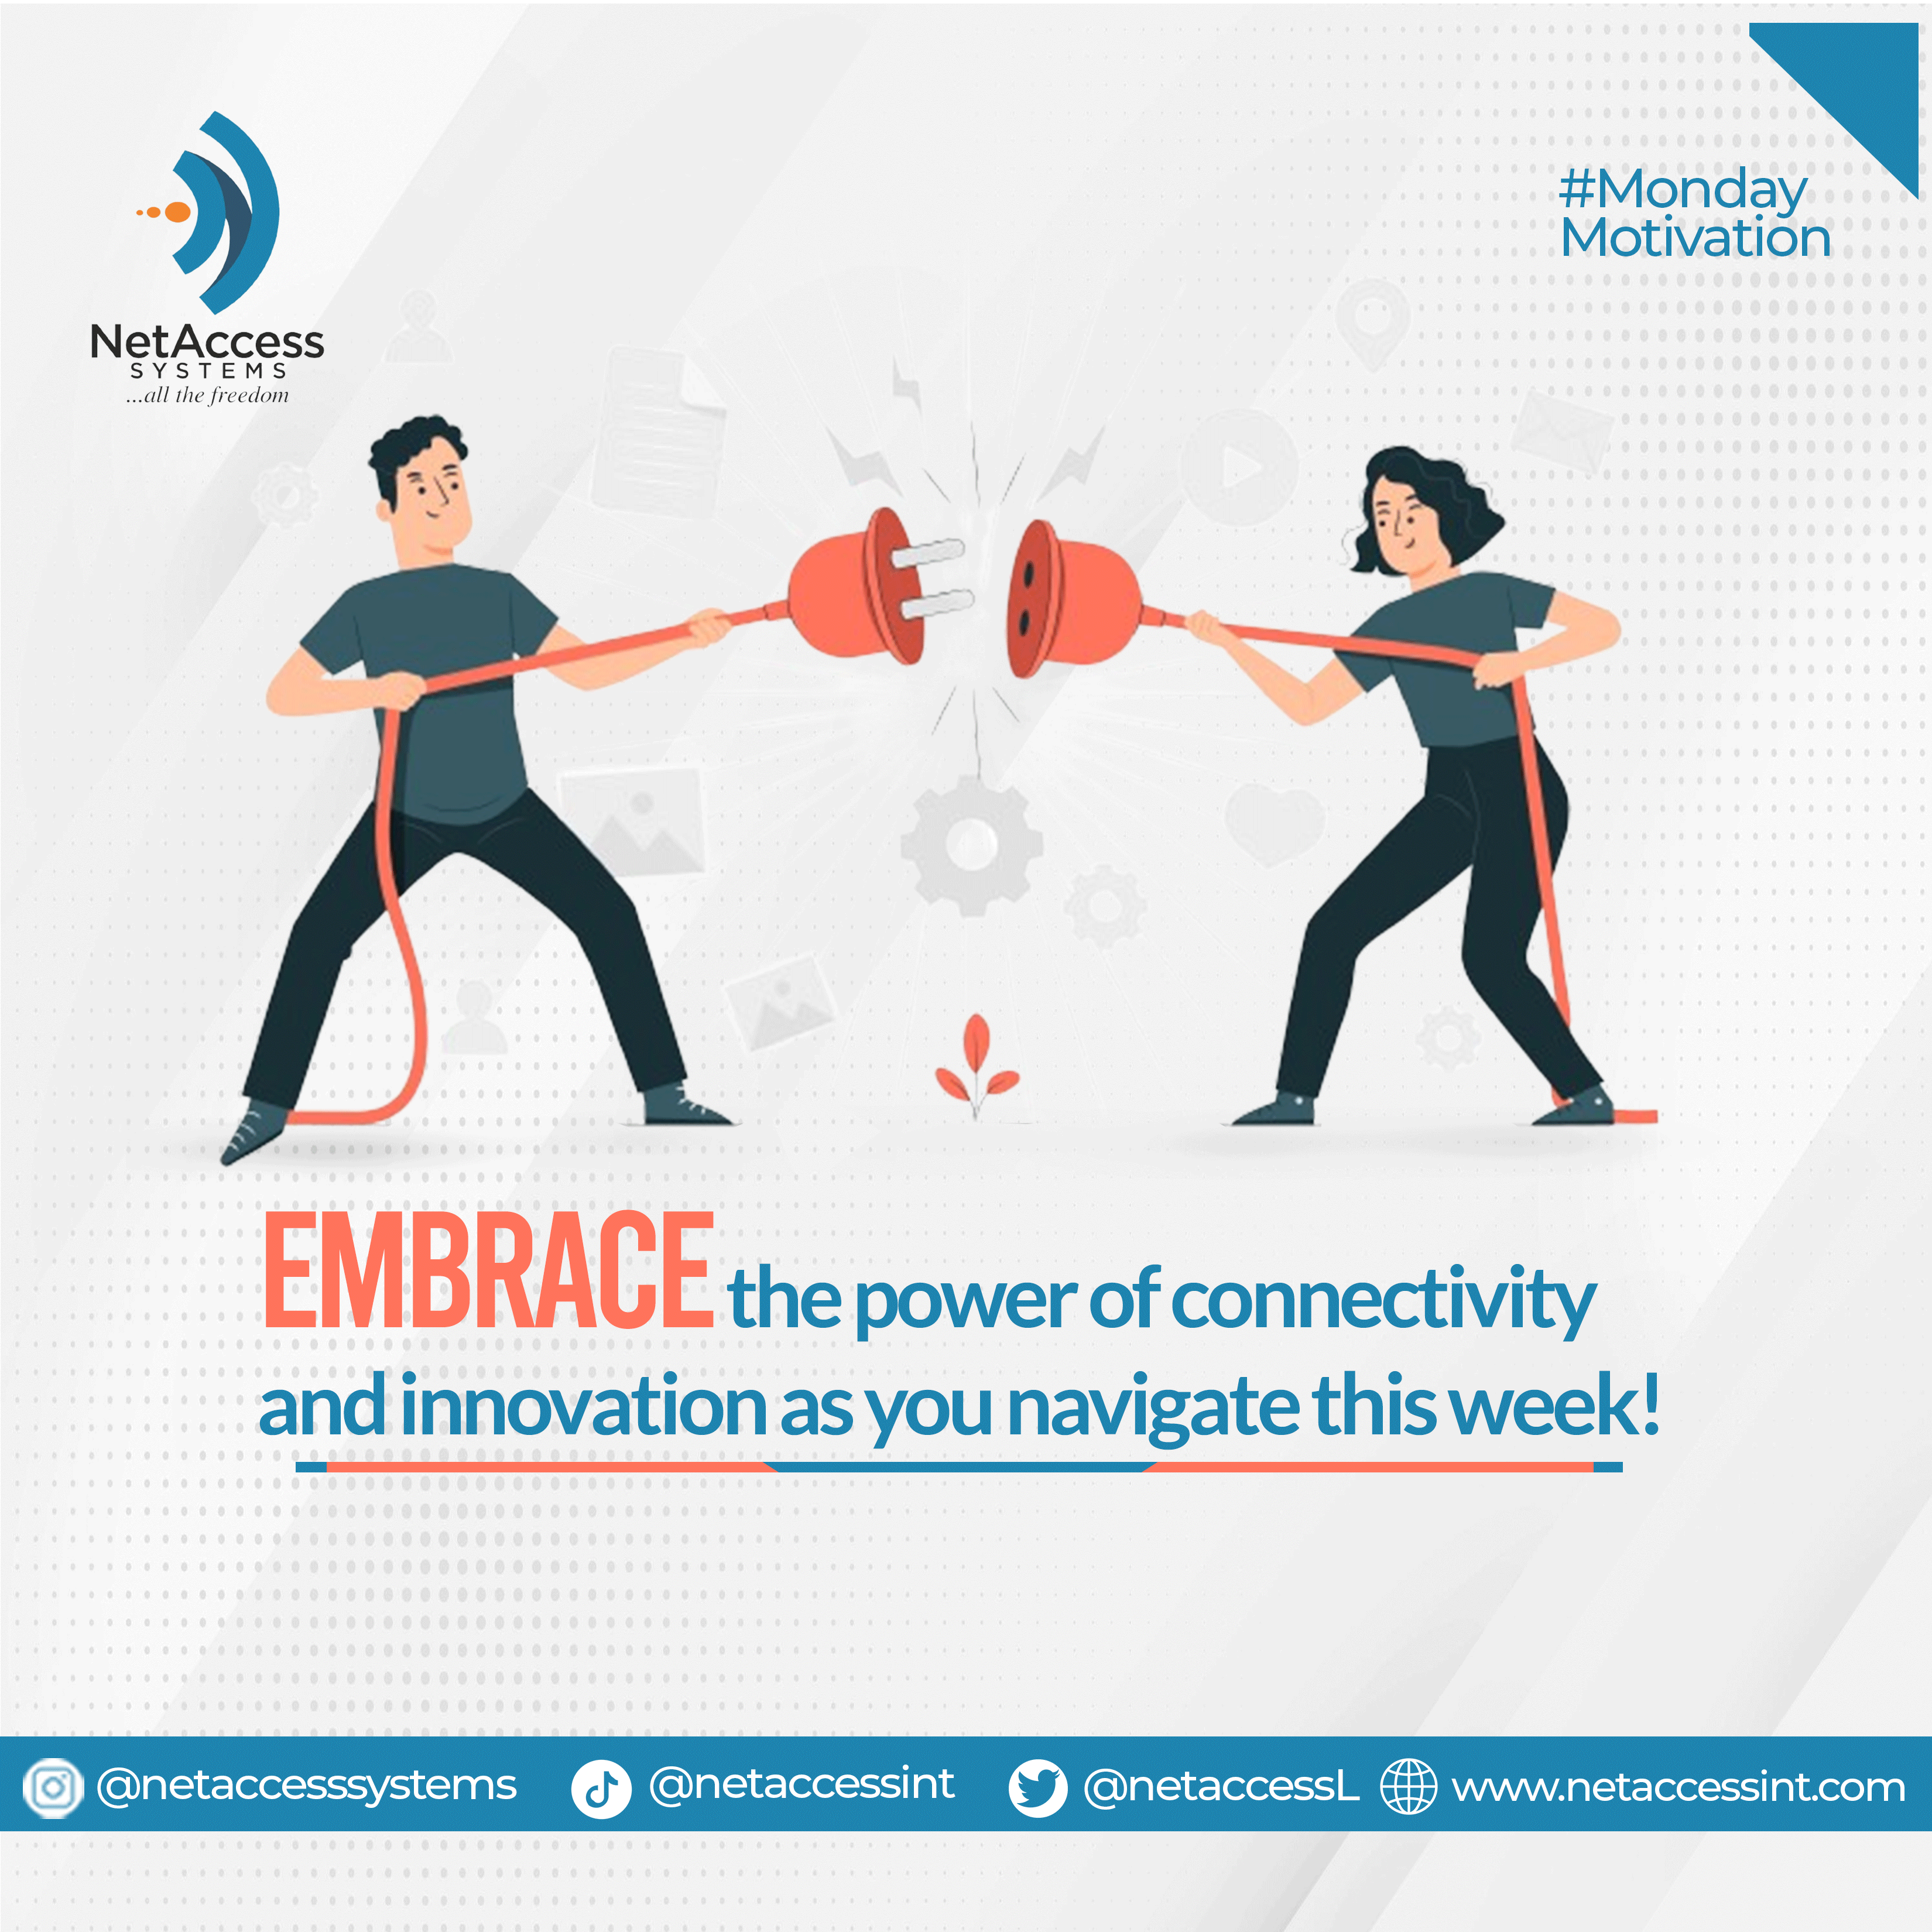 NetAccess
SYSTEMS
...all the freedom
#Monday
Motivation
EMBRACE the power of connectivity
and innovation as you navigate this week!
@netaccesssystems @netaccessint @netaccessL www.netaccessint.com